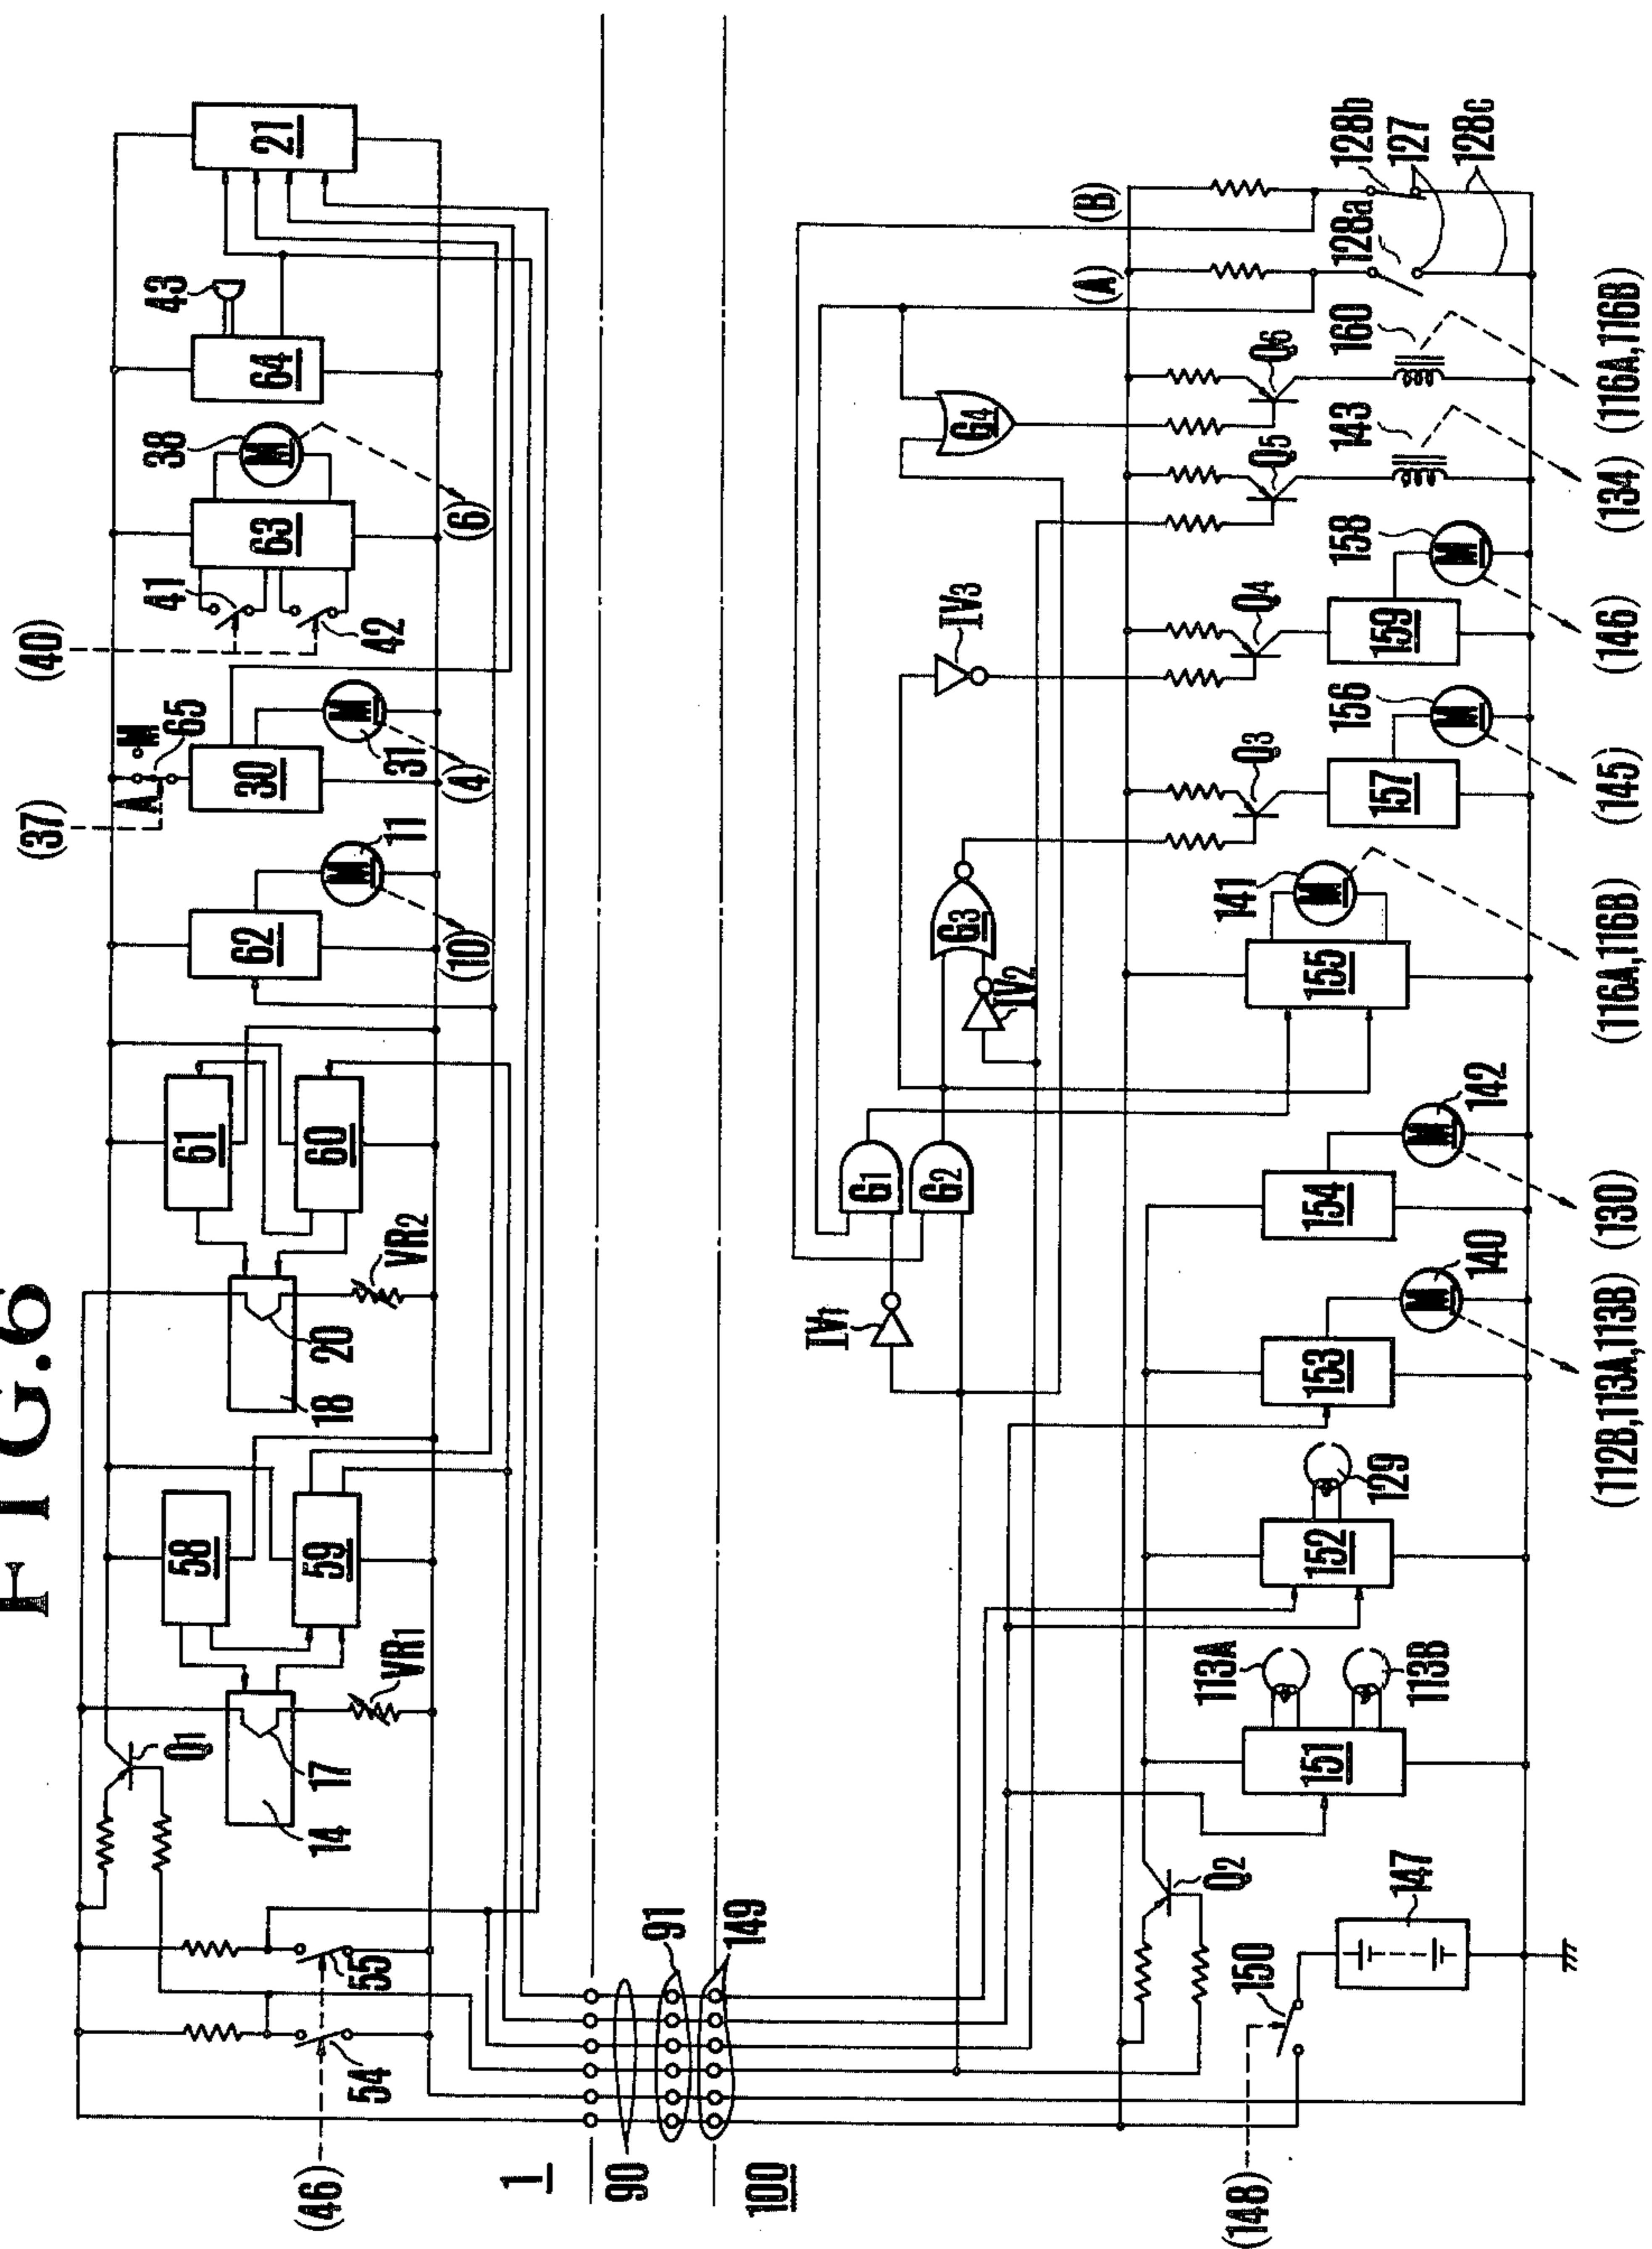 FIG.6
(46)
54
55
Q1
14
17
VR1
58
59
18
20
VR2
61
60
62
11
(10)
(37)
A
M
65
30
31
(4)
(40)
41
42
63
38
(6)
64
43
21
1
90
91
149
100
IV1
G1
G2
G3
IV2
IV3
G4
(A)
(B)
(148)
150
147
Q2
151
113A
113B
152
129
153
M
140
(112B,113A,113B)
154
M
142
(130)
155
M
141
(116A,116B)
Q3
157
M
156
(145)
Q4
159
M
158
(146)
Q5
143
(134)
Q6
160
(116A,116B)
128a
128b
127
128c
M
M
M